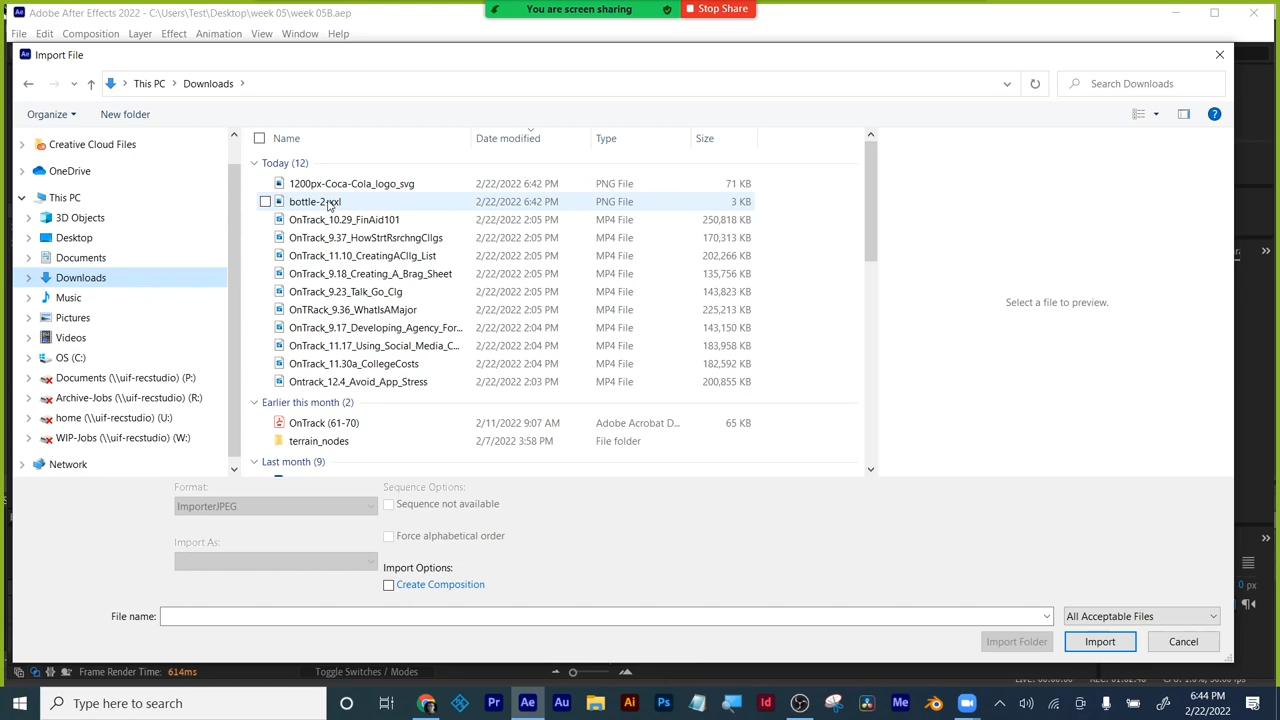 Adobe After Effects 2022 - C:\Users\Test\Desktop\week 05\week 05B.aep
You are screen sharing
Stop Share
File Edit Composition Layer Effect Animation View Window Help
Import File
This PC Downloads
Search Downloads
Organize New folder
Name Date modified Type Size
Creative Cloud Files
OneDrive
This PC
3D Objects
Desktop
Documents
Downloads
Music
Pictures
Videos
OS (C:)
Documents (\\uif-recstudio) (P:)
Archive-Jobs (\\uif-recstudio) (R:)
home (\\uif-recstudio) (U:)
WIP-Jobs (\\uif-recstudio) (W:)
Network
Today (12)
1200px-Coca-Cola_logo_svg 2/22/2022 6:42 PM PNG File 71 KB
2/22/2022 6:42 PM PNG File 3 KB
OnTrack_10.29_FinAid101 2/22/2022 2:05 PM MP4 File 250,818 KB
OnTrack_9.37_HowStrtRsrchngCllgs 2/22/2022 2:05 PM MP4 File 170,313 KB
OnTrack_11.10_CreatingACllg_List 2/22/2022 2:05 PM MP4 File 202,266 KB
OnTrack_9.18_Creating_A_Brag_Sheet 2/22/2022 2:05 PM MP4 File 135,756 KB
OnTrack_9.23_Talk_Go_Clg 2/22/2022 2:05 PM MP4 File 143,823 KB
OnTRack_9.36_WhatIsAMajor 2/22/2022 2:05 PM MP4 File 225,213 KB
OnTrack_9.17_Developing_Agency_For... 2/22/2022 2:04 PM MP4 File 143,150 KB
OnTrack_11.17_Using_Social_Media_C... 2/22/2022 2:04 PM MP4 File 183,958 KB
OnTrack_11.30a_CollegeCosts 2/22/2022 2:04 PM MP4 File 182,592 KB
Ontrack_12.4_Avoid_App_Stress 2/22/2022 2:03 PM MP4 File 200,855 KB
Earlier this month (2)
OnTrack (61-70) 2/11/2022 9:07 AM Adobe Acrobat D... 65 KB
terrain_nodes 2/7/2022 3:58 PM File folder
Last month (9)
Select a file to preview.
Format:
ImporterJPEG
Import As:
Sequence Options:
Sequence not available
Force alphabetical order
Import Options:
Create Composition
File name:
All Acceptable Files
Import Folder Import Cancel
0 px
Frame Render Time: 614ms
Toggle Switches / Modes
Type here to search
Pr Ae Au Ai Ps Id Me
6:44 PM
2/22/2022